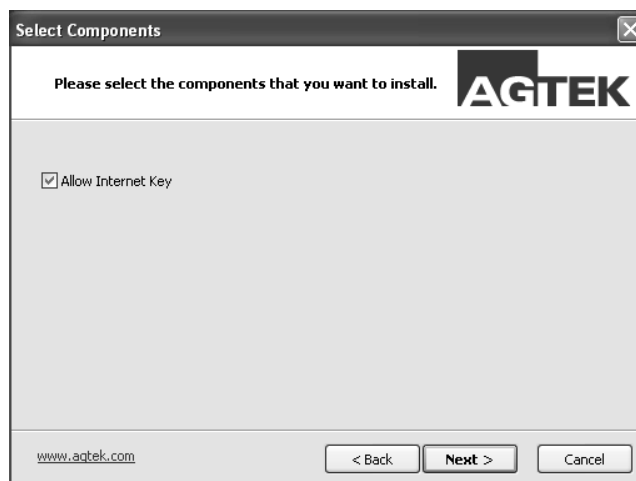 Select Components
Please select the components that you want to install.
AGTEK
Allow Internet Key
www.agtek.com
< Back
Next >
Cancel